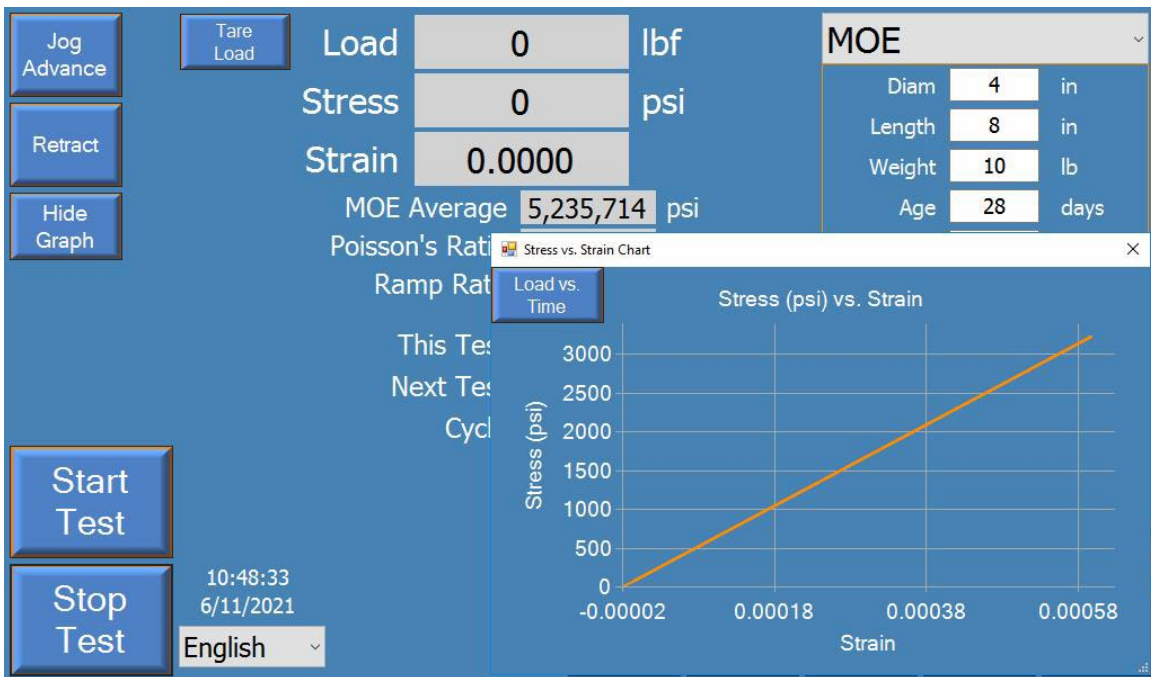 Jog
Advance
Tare
Load
Load 0 lbf
MOE
Stress 0 psi
Diam 4 in
Length 8 in
Retract
Strain 0.0000
Weight 10 lb
Hide
Graph
MOE Average 5,235,714 psi
Age 28 days
Poisson's Rati
Ramp Rat
This Tes
Next Tes
Cycl
Stress vs. Strain Chart
Load vs.
Time
Stress (psi) vs. Strain
Stress (psi)
3000
2500
2000
1500
1000
500
0
-0.00002 0.00018 0.00038 0.00058
Strain
Start
Test
Stop
Test
10:48:33
6/11/2021
English